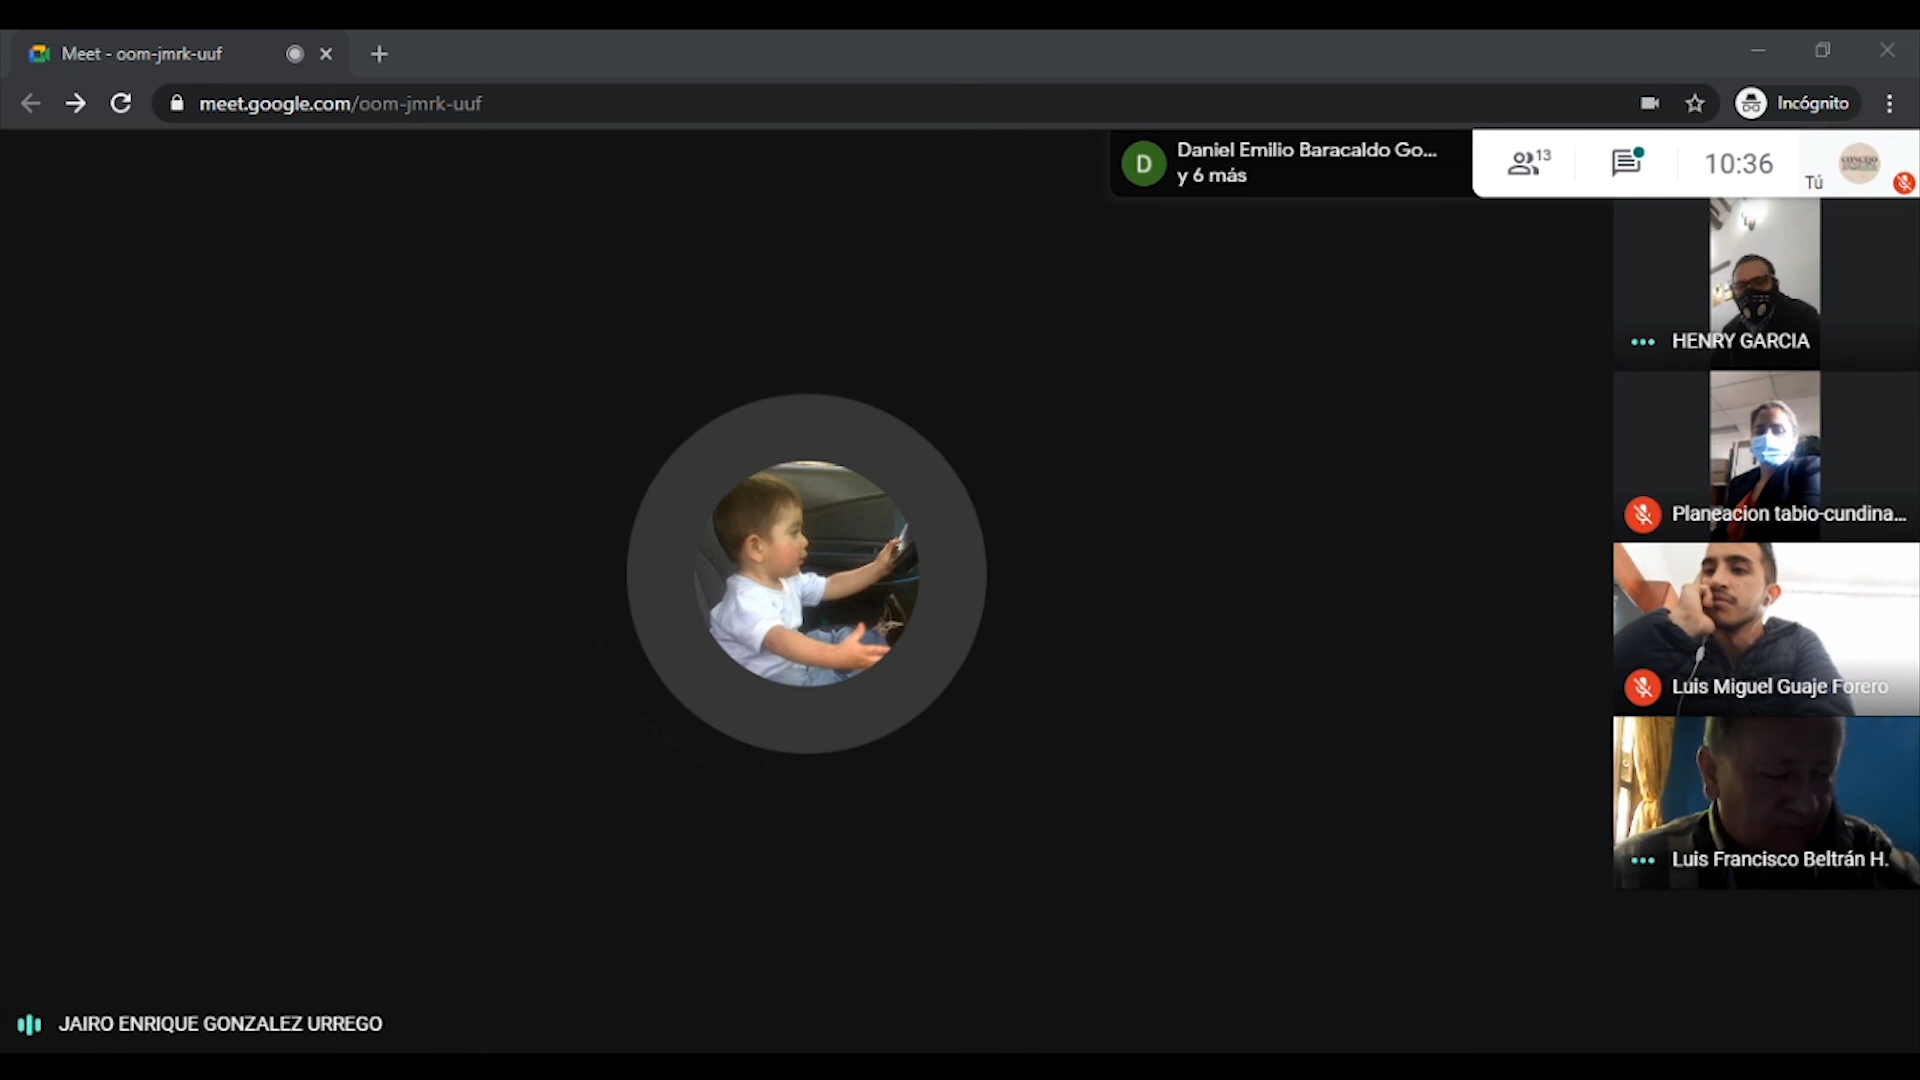 Meet - oom-jmrk-uuf
meet.google.com/oom-jmrk-uuf
Incógnito
D
Daniel Emilio Baracaldo Go...
y 6 más
13
10:36
Tú
CONCEJO
HENRY GARCIA
Planeacion tabio-cundina...
Luis Miguel Guaje Forero
Luis Francisco Beltrán H.
JAIRO ENRIQUE GONZALEZ URREGO